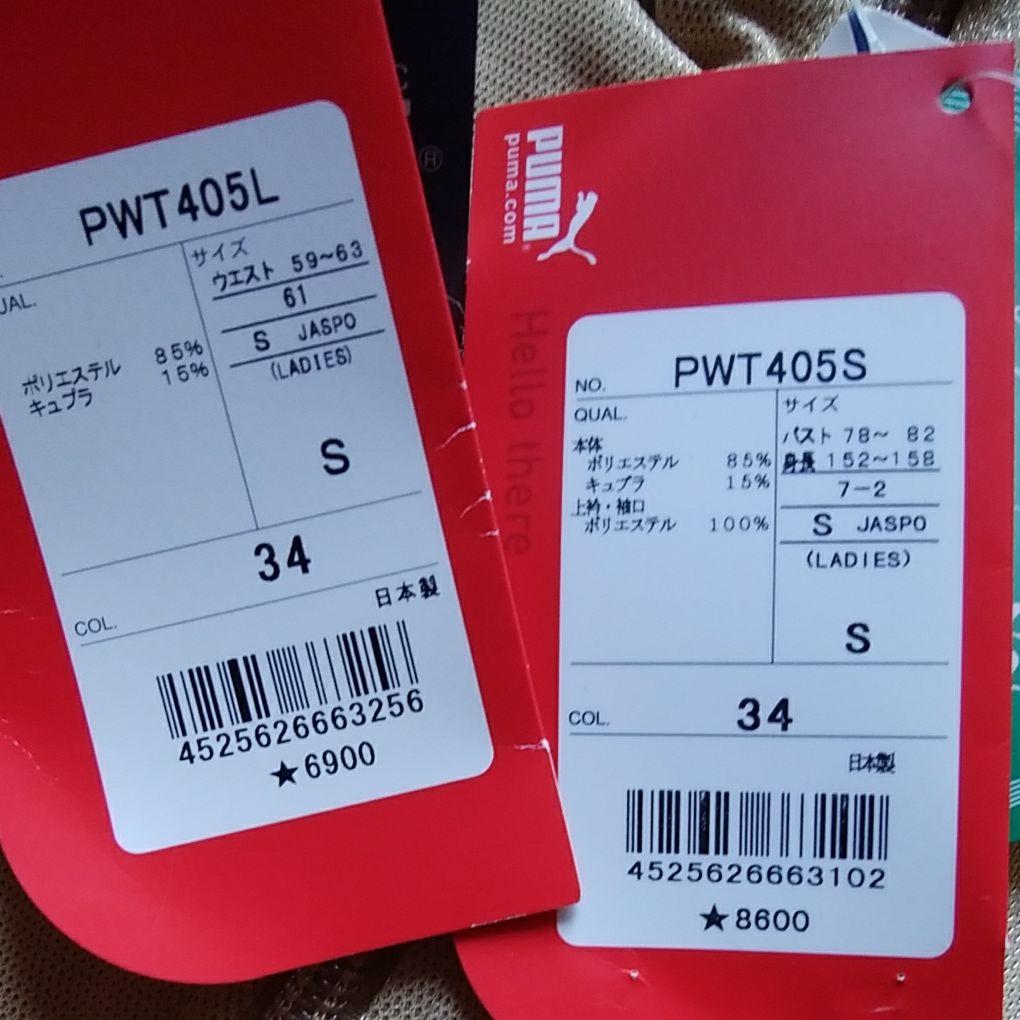 PWT405L
UAL.
サイズ
ウエスト 59~63
61
S JASPO
(LADIES)
ポリエステル 85%
キュプラ 15%
S
34
日本製
COL.
4525626663256
★6900
PUMA
puma.com
Hello there
NO. PWT405S
QUAL.
サイズ
本体
ポリエステル 85%
キュプラ 15%
上衿・袖口
ポリエステル 100%
バスト 78~ 82
身長 152~158
7-2
S JASPO
(LADIES)
S
COL. 34
日本製
4525626663102
★8600